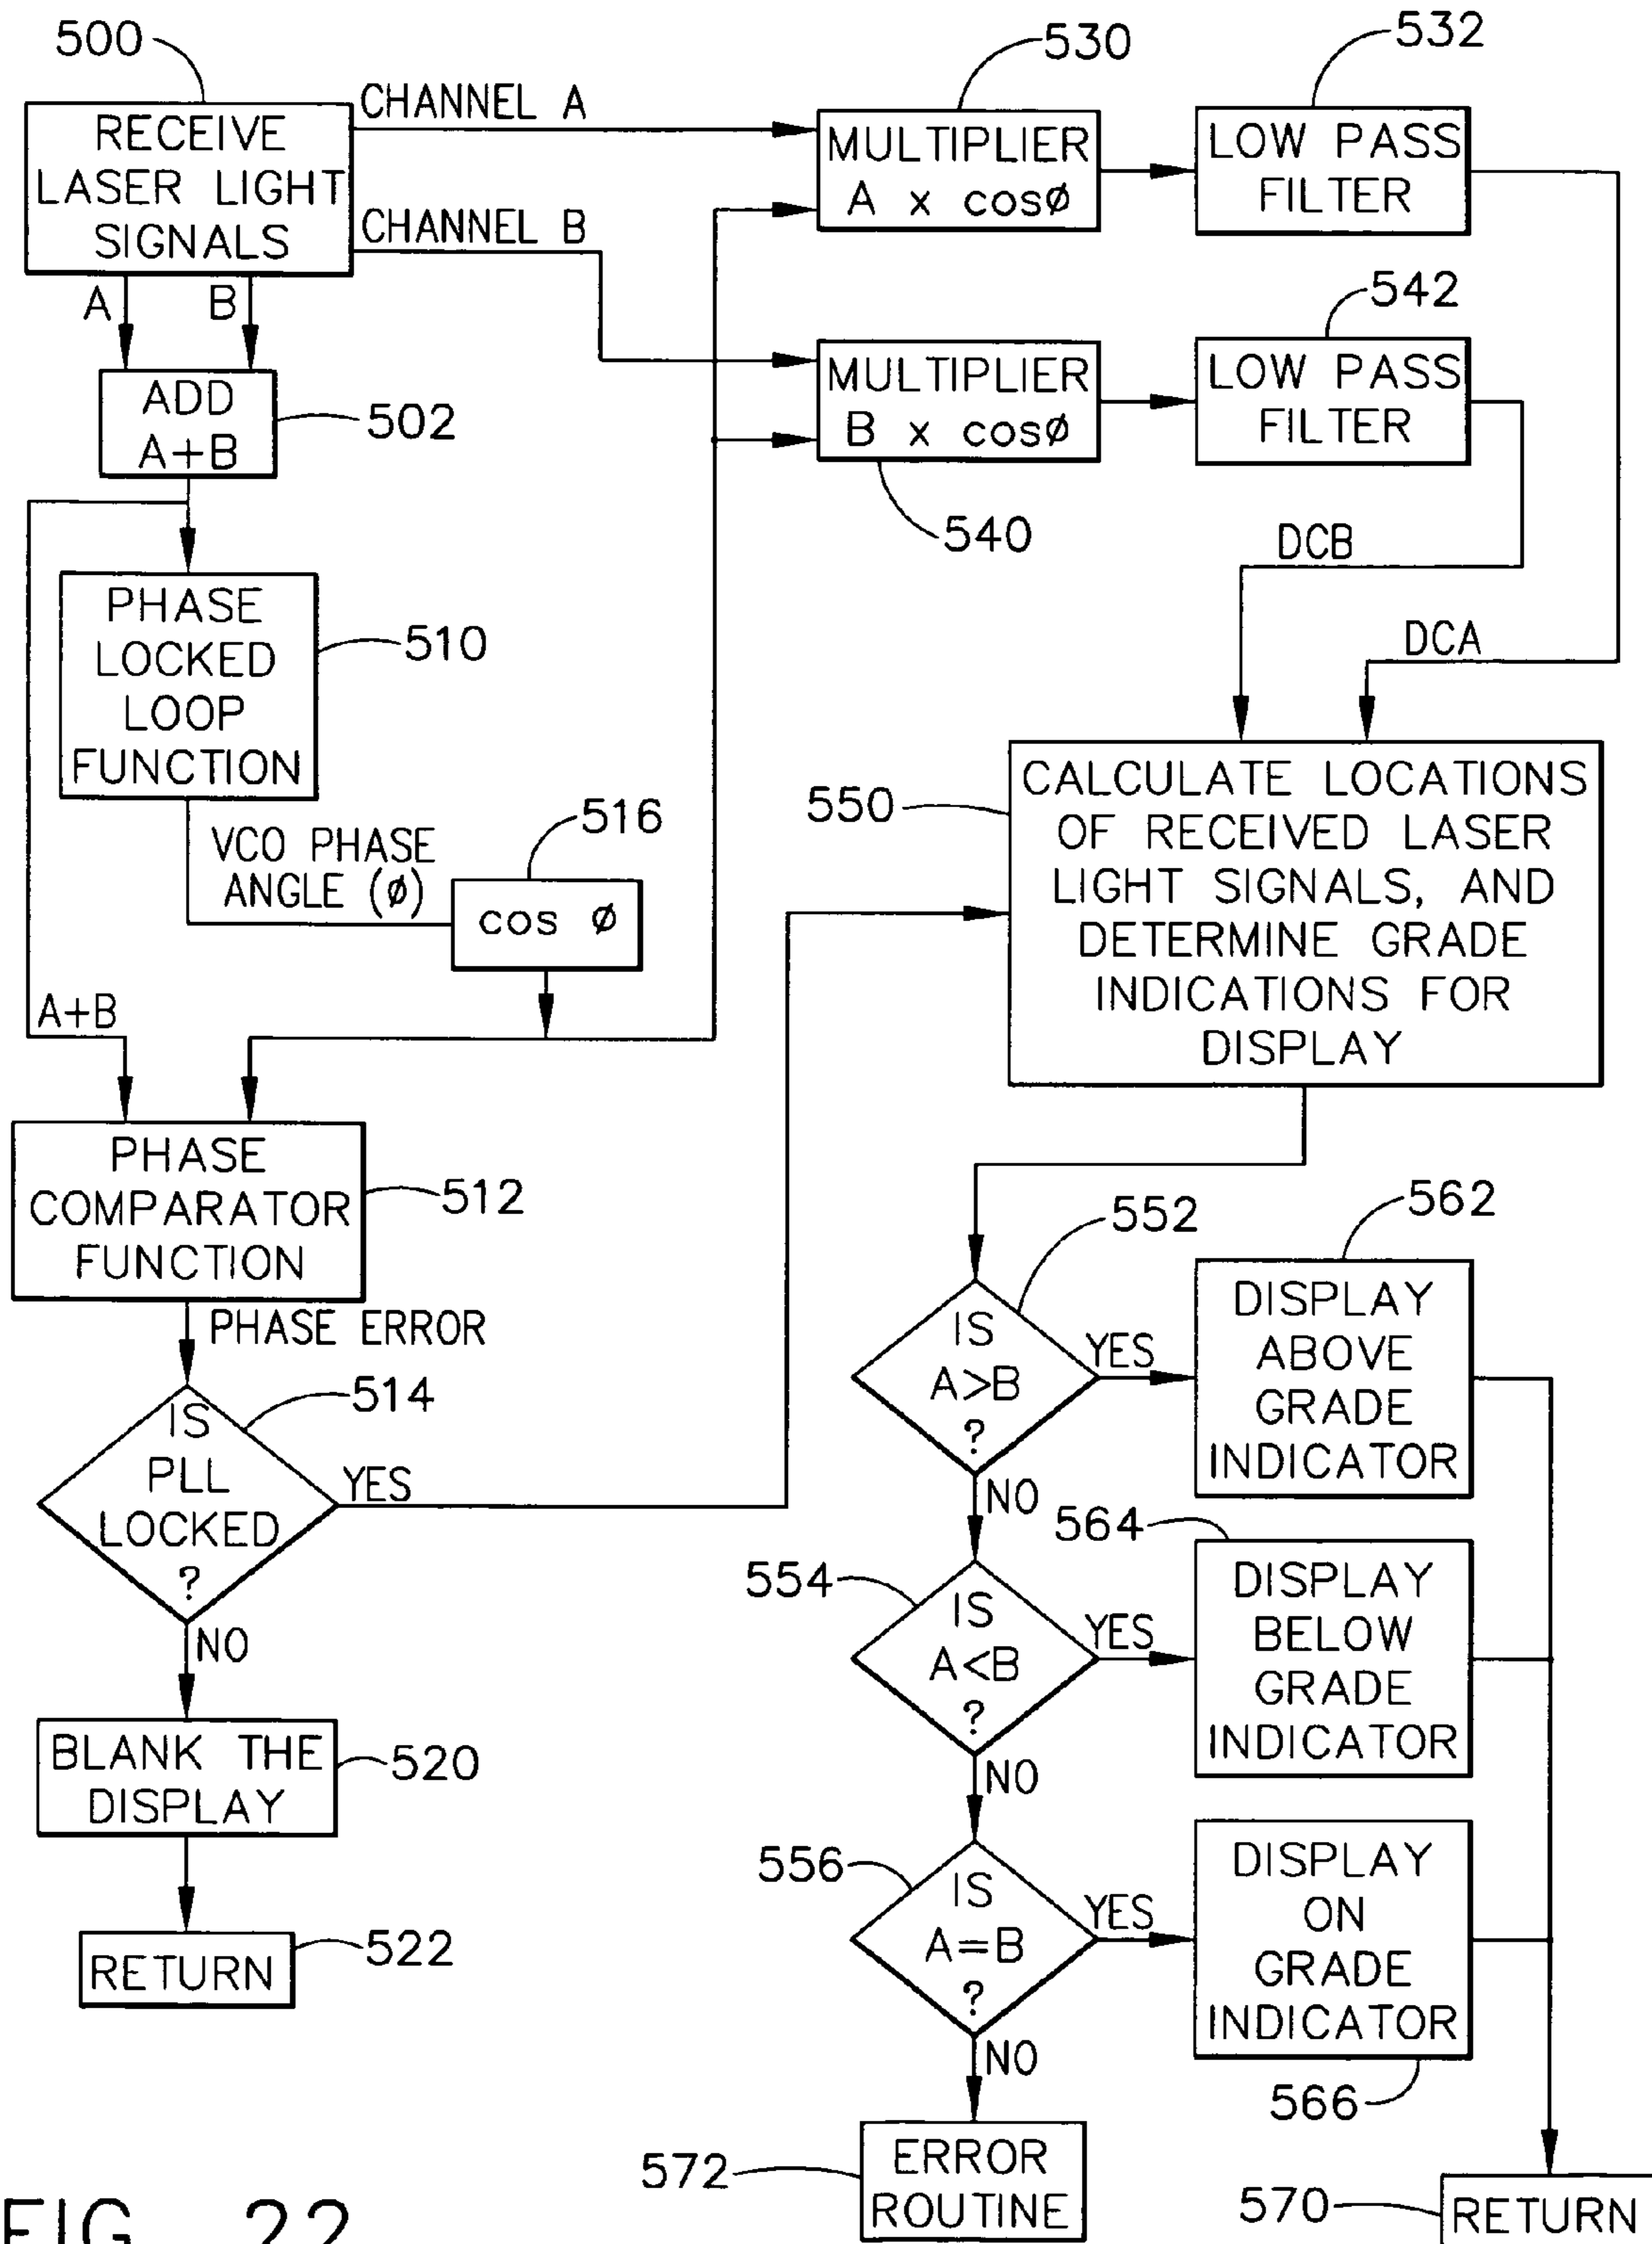 500
RECEIVE
LASER LIGHT
SIGNALS
CHANNEL A
CHANNEL B
530
MULTIPLIER
A x cosø
532
LOW PASS
FILTER
A
B
ADD
A+B
502
MULTIPLIER
B x cosø
540
542
LOW PASS
FILTER
DCB
DCA
PHASE
LOCKED
LOOP
FUNCTION
510
VCO PHASE
ANGLE (ø)
516
cos ø
A+B
550
CALCULATE LOCATIONS
OF RECEIVED LASER
LIGHT SIGNALS, AND
DETERMINE GRADE
INDICATIONS FOR
DISPLAY
PHASE
COMPARATOR
FUNCTION
512
PHASE ERROR
514
IS
PLL
LOCKED
?
YES
NO
BLANK THE
DISPLAY
520
RETURN
522
552
IS
A>B
?
YES
NO
562
DISPLAY
ABOVE
GRADE
INDICATOR
554
IS
A<B
?
YES
NO
564
DISPLAY
BELOW
GRADE
INDICATOR
556
IS
A=B
?
YES
NO
DISPLAY
ON
GRADE
INDICATOR
566
572
ERROR
ROUTINE
570
RETURN
FIG. 22